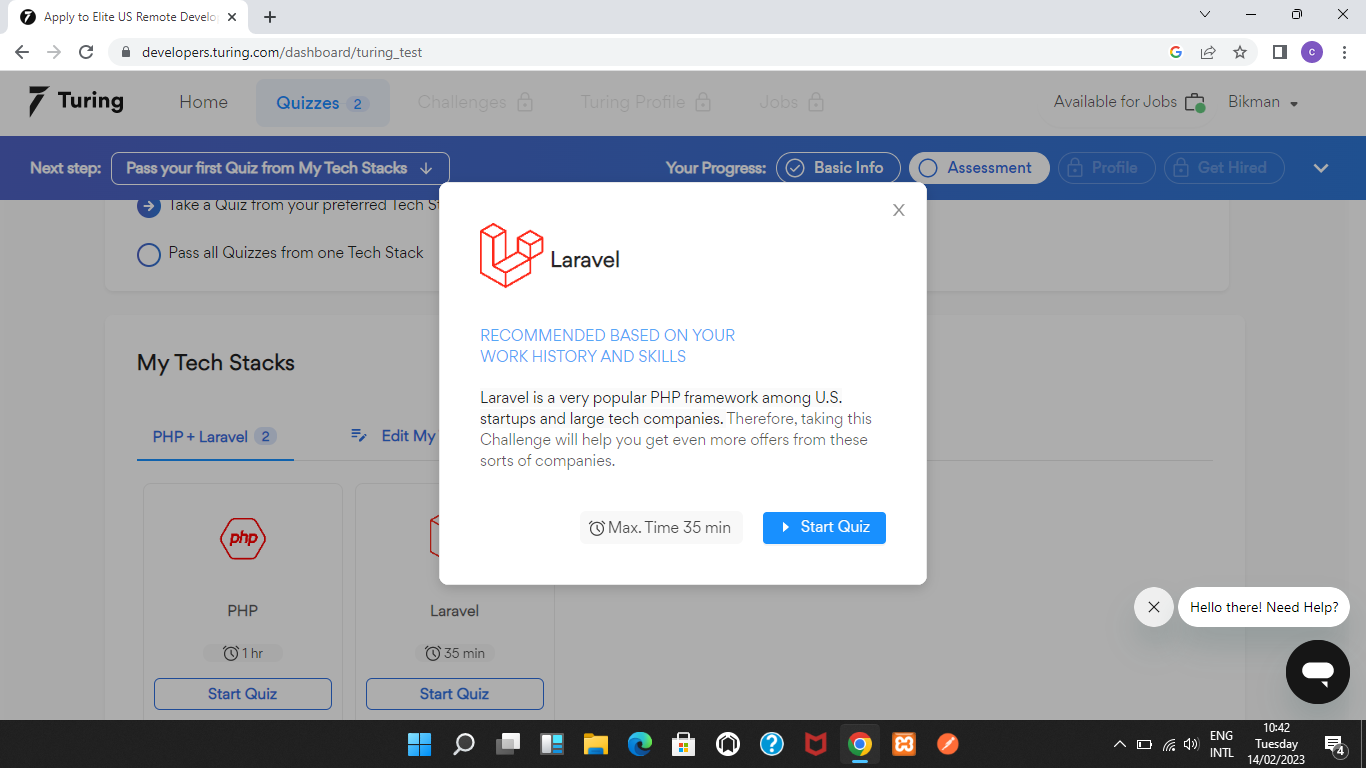 Apply to Elite US Remote Develo
developers.turing.com/dashboard/turing_test
c
Turing
Home
Quizzes 2
Challenges
Turing Profile
Jobs
Available for Jobs
Bikman
Next step:
Pass your first Quiz from My Tech Stacks
Your Progress:
Basic Info
Assessment
Profile
Get Hired
Take a Quiz from your preferred Tech St
Pass all Quizzes from one Tech Stack
My Tech Stacks
PHP + Laravel 2
Edit My
php
PHP
1 hr
Start Quiz
Laravel
35 min
Start Quiz
X
Laravel
RECOMMENDED BASED ON YOUR
WORK HISTORY AND SKILLS
Laravel is a very popular PHP framework among U.S.
startups and large tech companies. Therefore, taking this
Challenge will help you get even more offers from these
sorts of companies.
Max. Time 35 min
Start Quiz
Hello there! Need Help?
ENG
INTL
10:42
Tuesday
14/02/2023
4